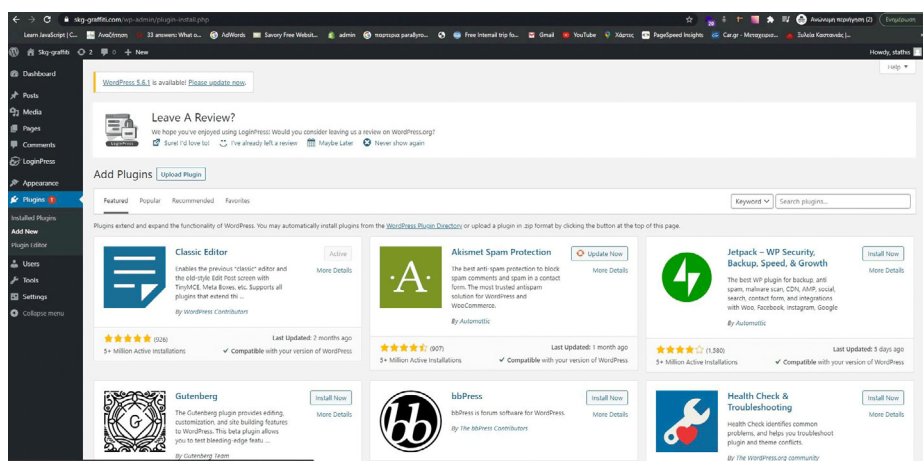 skg-graffiti.com/wp-admin/plugin-install.php
Ανώνυμη περιήγηση (2)
Ενημέρωση
Learn JavaScript | C...
Αναζήτηση
33 answers: What o...
AdWords
Savory Free Websit...
admin
Free Internal trip fo...
Gmail
YouTube
Χάρτες
PageSpeed Insights
Car.gr - Μεταχειρισ...
Ξυλεία Καστανιάς |...
Skg-graffiti
2
0
+ New
Howdy, stathis
Dashboard
Posts
Media
Pages
Comments
LoginPress
Appearance
Plugins 1
Installed Plugins
Add New
Plugin Editor
Users
Tools
Settings
Collapse menu
Help
WordPress 5.6.1 is available! Please update now.
LoginPress
Leave A Review?
We hope you've enjoyed using LoginPress! Would you consider leaving us a review on WordPress.org?
Sure! I'd love to!
I've already left a review
Maybe Later
Never show again
Add Plugins
Upload Plugin
Featured
Popular
Recommended
Favorites
Keyword
Search plugins...
Plugins extend and expand the functionality of WordPress. You may automatically install plugins from the WordPress Plugin Directory or upload a plugin in .zip format by clicking the button at the top of this page.
Classic Editor
Active
More Details
Enables the previous "classic" editor and
the old-style Edit Post screen with
TinyMCE, Meta Boxes, etc. Supports all
plugins that extend thi ...
By WordPress Contributors
(926)
Last Updated: 2 months ago
5+ Million Active Installations
Compatible with your version of WordPress
·A·
Akismet Spam Protection
Update Now
More Details
The best anti-spam protection to block
spam comments and spam in a contact
form. The most trusted antispam
solution for WordPress and
WooCommerce.
By Automattic
(907)
Last Updated: 1 month ago
5+ Million Active Installations
Compatible with your version of WordPress
Jetpack – WP Security,
Backup, Speed, & Growth
Install Now
More Details
The best WP plugin for backup, anti
spam, malware scan, CDN, AMP, social,
search, contact form, and integrations
with Woo, Facebook, Instagram, Google
By Automattic
(1,580)
Last Updated: 5 days ago
5+ Million Active Installations
Compatible with your version of WordPress
G
Gutenberg
Install Now
More Details
The Gutenberg plugin provides editing,
customization, and site building features
to WordPress. This beta plugin allows
you to test bleeding-edge featu ...
By Gutenberg Team
bb
bbPress
Install Now
More Details
bbPress is forum software for WordPress.
By The bbPress Contributors
Health Check &
Troubleshooting
Install Now
More Details
Health Check identifies common
problems, and helps you troubleshoot
plugin and theme conflicts.
By The WordPress.org community